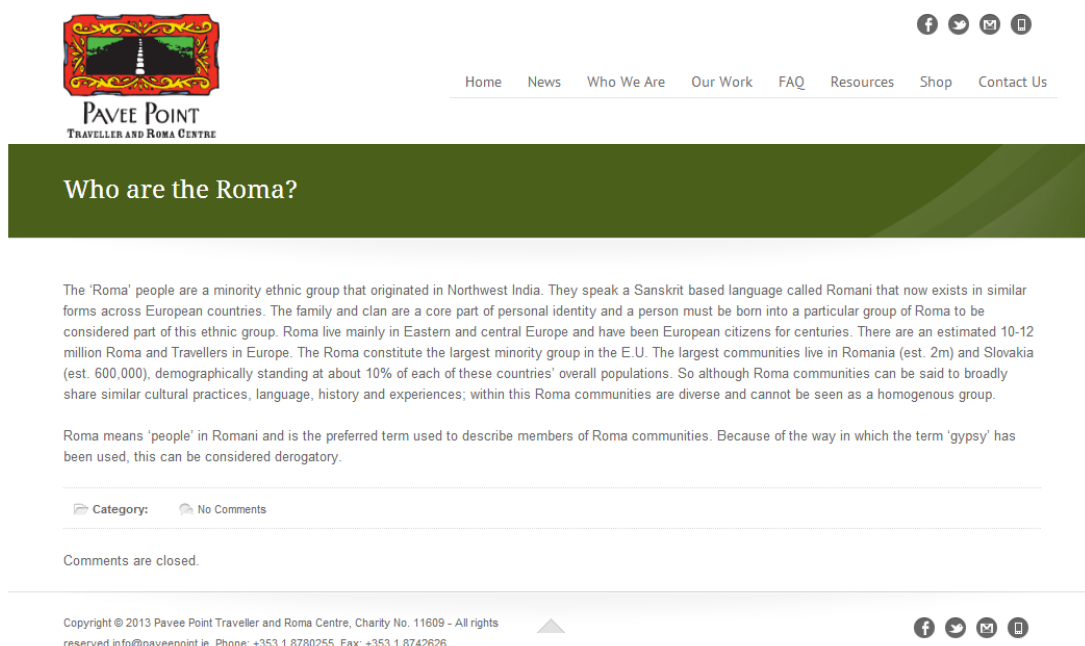 PAVEE POINT
TRAVELLER AND ROMA CENTRE
Home News Who We Are Our Work FAQ Resources Shop Contact Us
Who are the Roma?
The ‘Roma’ people are a minority ethnic group that originated in Northwest India. They speak a Sanskrit based language called Romani that now exists in similar
forms across European countries. The family and clan are a core part of personal identity and a person must be born into a particular group of Roma to be
considered part of this ethnic group. Roma live mainly in Eastern and central Europe and have been European citizens for centuries. There are an estimated 10-12
million Roma and Travellers in Europe. The Roma constitute the largest minority group in the E.U. The largest communities live in Romania (est. 2m) and Slovakia
(est. 600,000), demographically standing at about 10% of each of these countries’ overall populations. So although Roma communities can be said to broadly
share similar cultural practices, language, history and experiences; within this Roma communities are diverse and cannot be seen as a homogenous group.
Roma means ‘people’ in Romani and is the preferred term used to describe members of Roma communities. Because of the way in which the term ‘gypsy’ has
been used, this can be considered derogatory.
Category: No Comments
Comments are closed.
Copyright © 2013 Pavee Point Traveller and Roma Centre, Charity No. 11609 - All rights
reserved info@paveepoint.ie. Phone: +353 1 8780255. Fax: +353 1 8742626